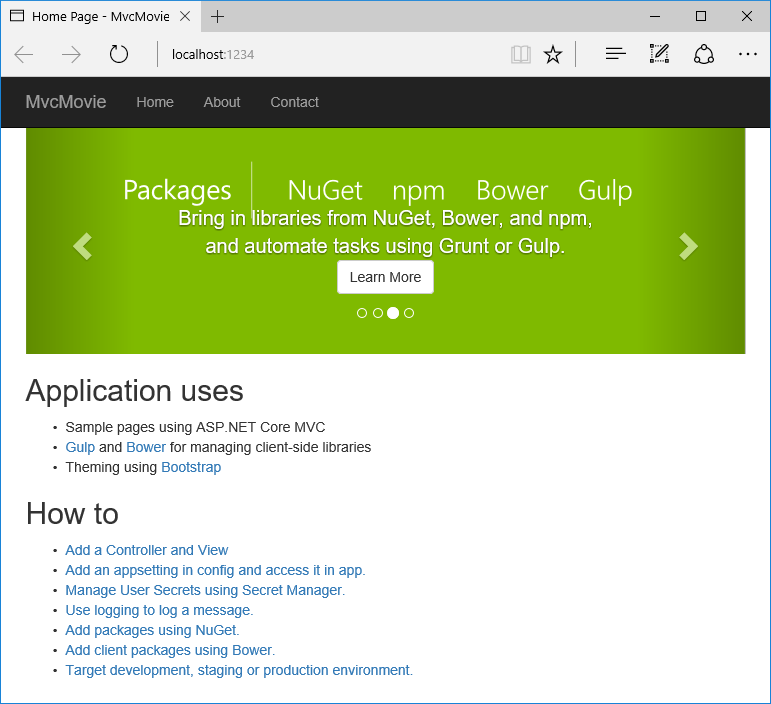 Home Page - MvcMovie
localhost:1234
MvcMovie Home About Contact
Packages NuGet npm Bower Gulp
Bring in libraries from NuGet, Bower, and npm,
and automate tasks using Grunt or Gulp.
Learn More
Application uses
• Sample pages using ASP.NET Core MVC
• Gulp and Bower for managing client-side libraries
• Theming using Bootstrap
How to
• Add a Controller and View
• Add an appsetting in config and access it in app.
• Manage User Secrets using Secret Manager.
• Use logging to log a message.
• Add packages using NuGet.
• Add client packages using Bower.
• Target development, staging or production environment.